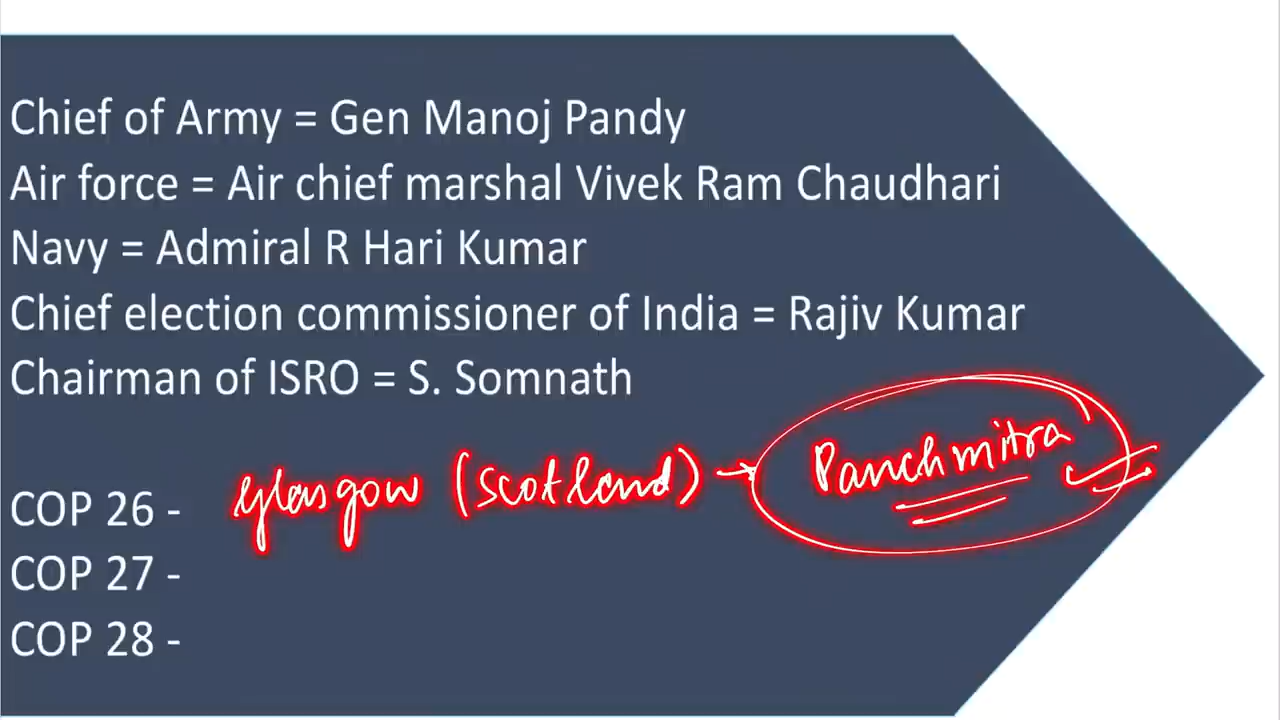 Chief of Army = Gen Manoj Pandy
Air force = Air chief marshal Vivek Ram Chaudhari
Navy = Admiral R Hari Kumar
Chief election commissioner of India = Rajiv Kumar
Chairman of ISRO = S. Somnath
COP 26 - Glasgow (Scotland) → Panchmitra
COP 27 -
COP 28 -